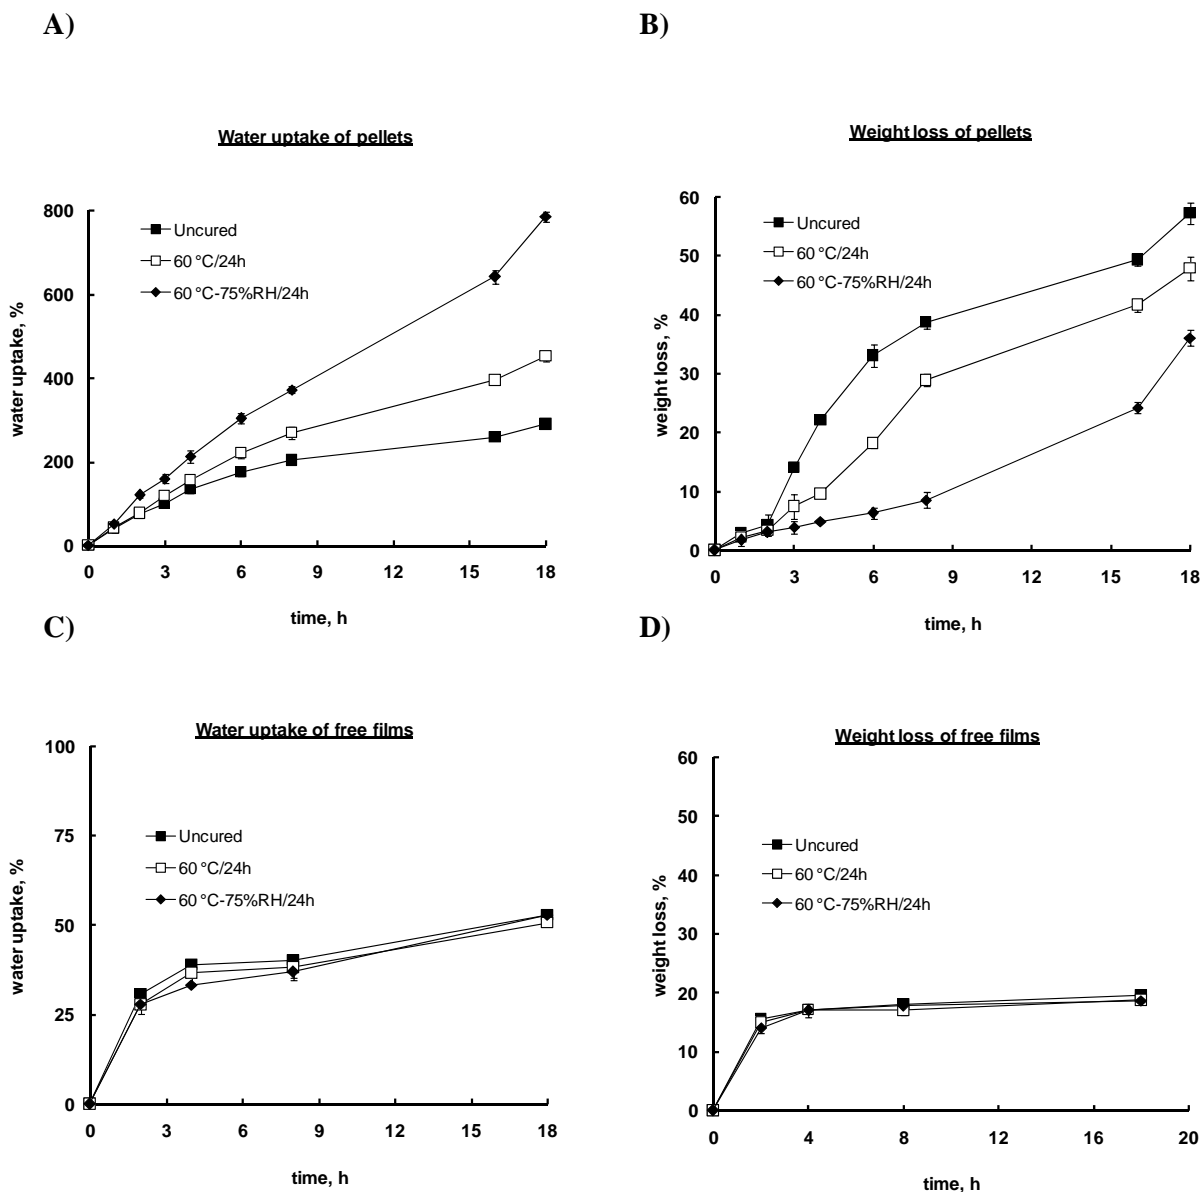 A)
Water uptake of pellets
water uptake, %
800
600
400
200
0
Uncured
60 °C/24h
60 °C-75%RH/24h
0 3 6 9 12 15 18
time, h
B)
Weight loss of pellets
weight loss, %
60
50
40
30
20
10
0
Uncured
60 °C/24h
60 °C-75%RH/24h
0 3 6 9 12 15 18
time, h
C)
Water uptake of free films
water uptake, %
100
75
50
25
0
Uncured
60 °C/24h
60 °C-75%RH/24h
0 3 6 9 12 15 18
time, h
D)
Weight loss of free films
weight loss, %
60
50
40
30
20
10
0
Uncured
60 °C/24h
60 °C-75%RH/24h
0 4 8 12 16 20
time, h